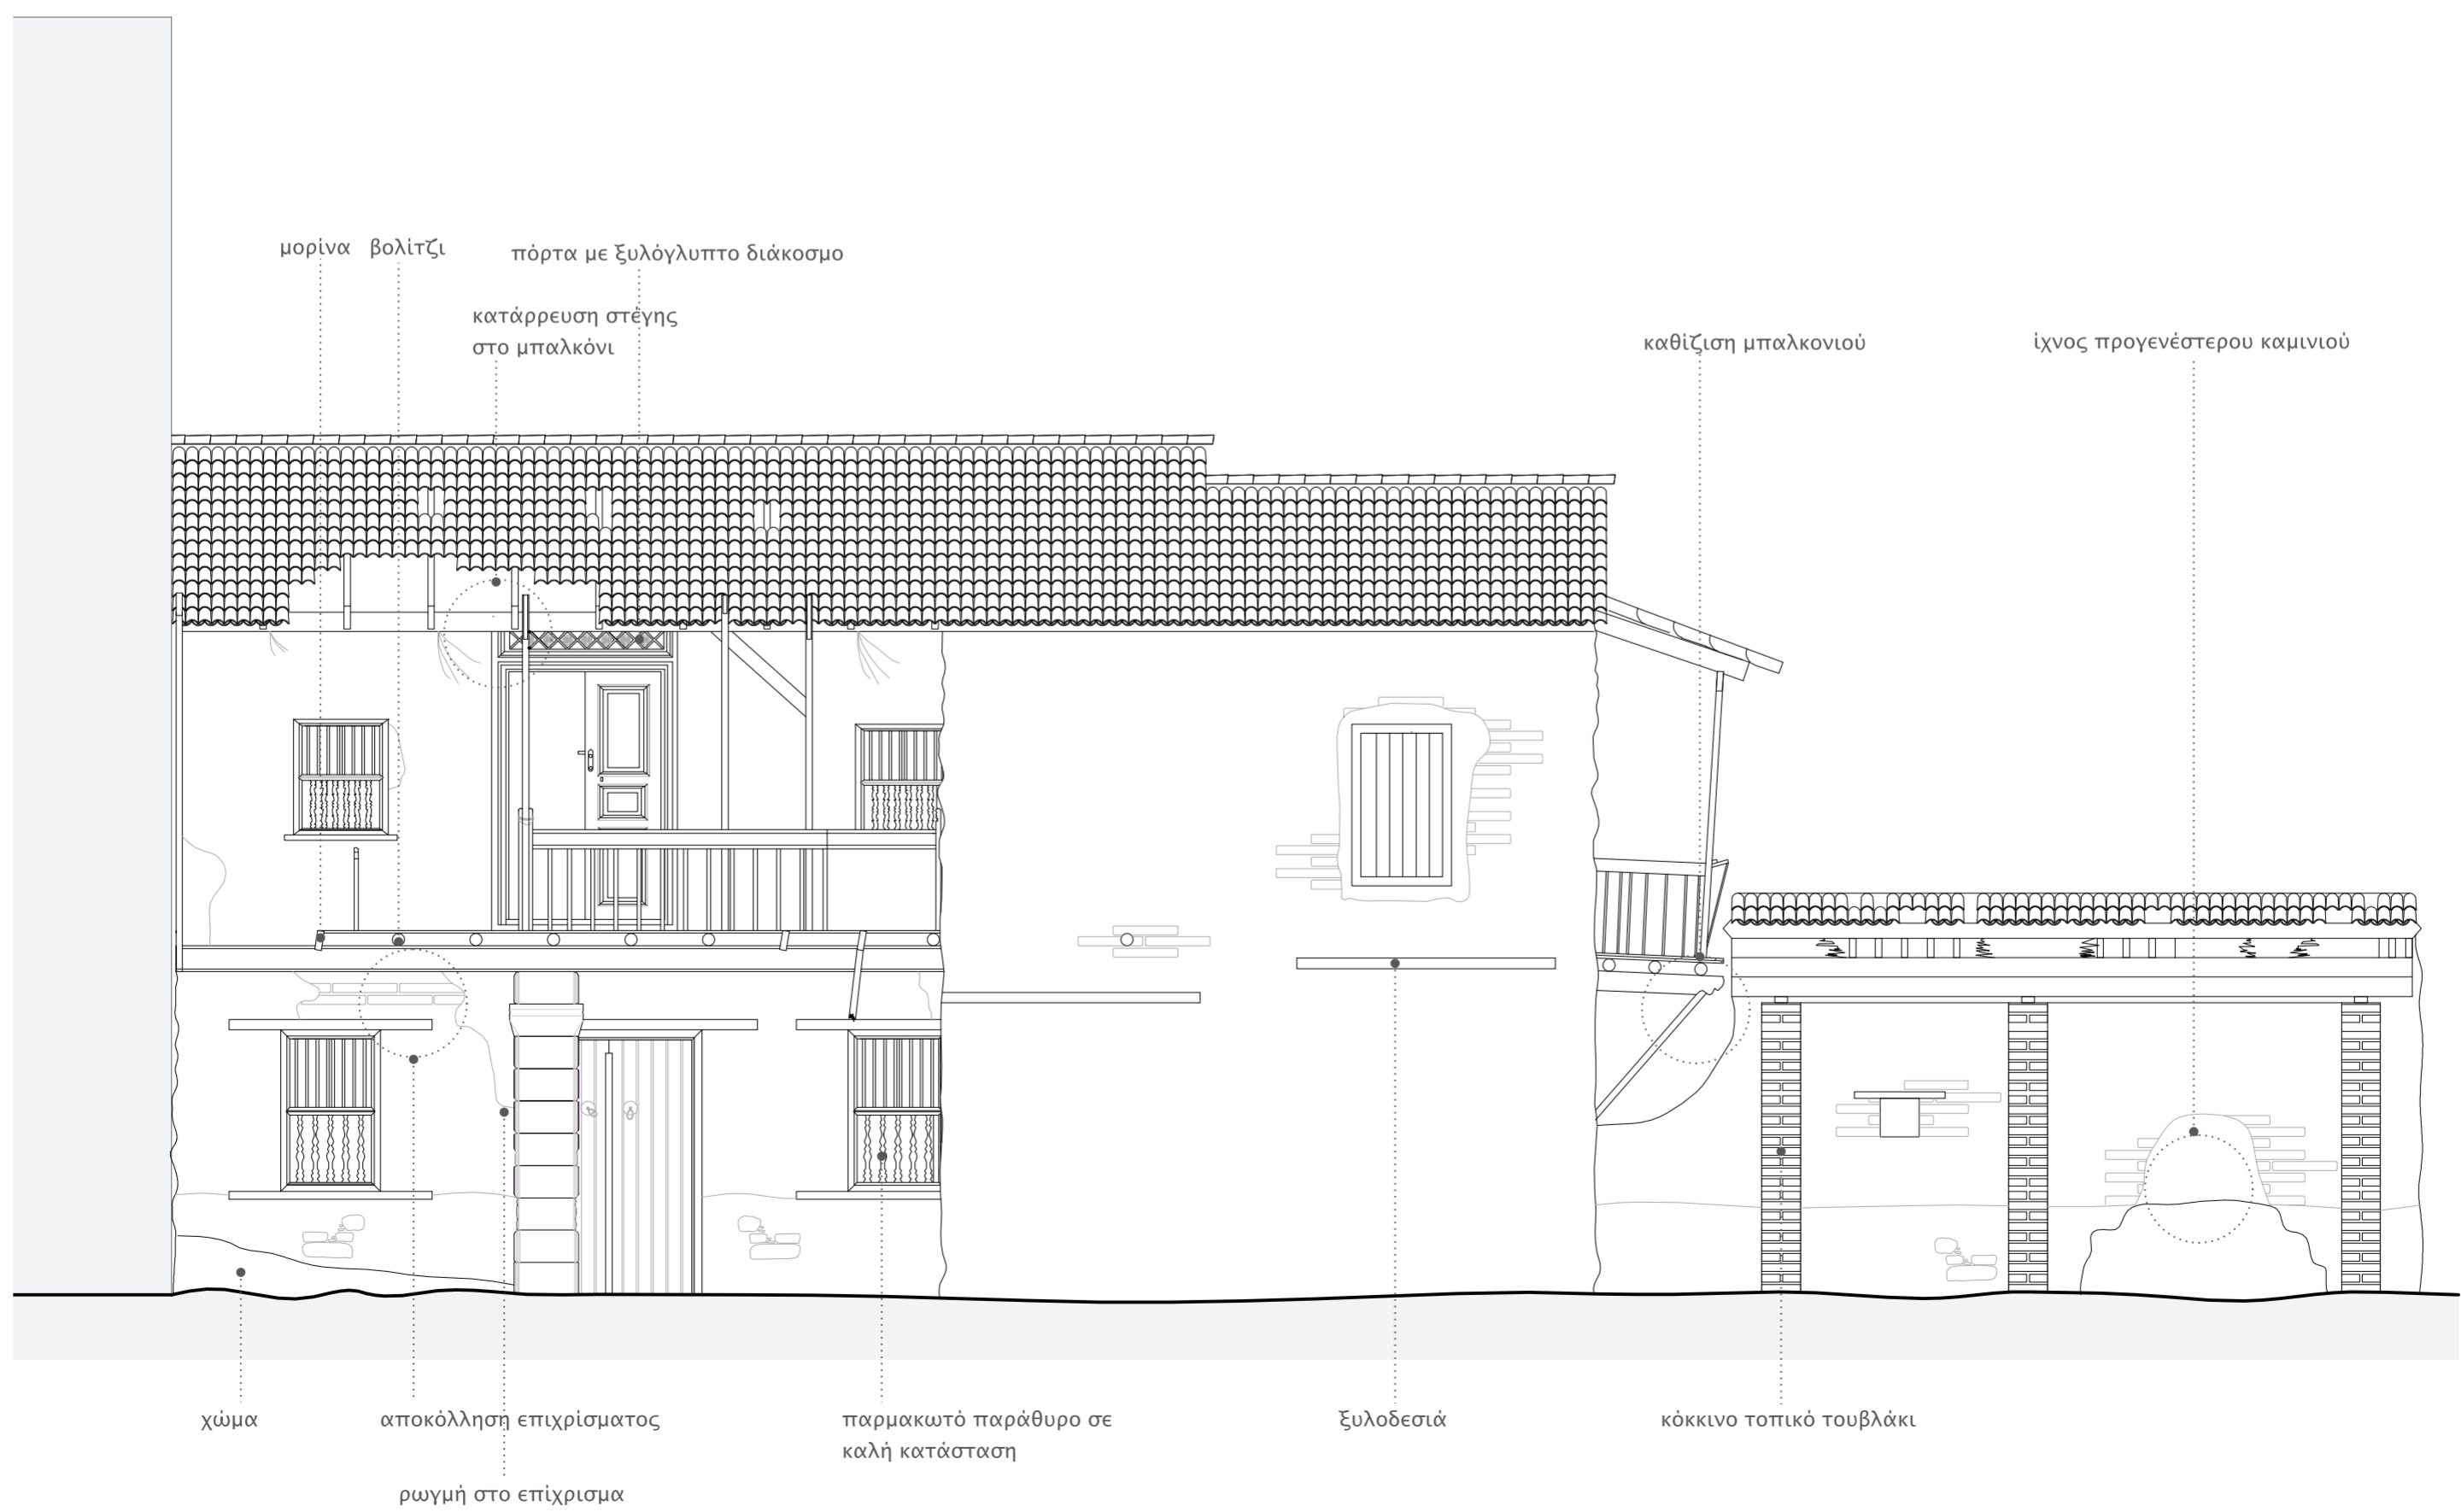 μορίνα
βολίτζι
πόρτα με ξυλόγλυπτο διάκοσμο
κατάρρευση στέγης
στο μπαλκόνι
καθίζιση μπαλκονιού
ίχνος προγενέστερου καμινιού
χώμα
αποκόλληση επιχρίσματος
παρμακωτό παράθυρο σε
καλή κατάσταση
ξυλοδεσιά
κόκκινο τοπικό τουβλάκι
ρωγμή στο επίχρισμα